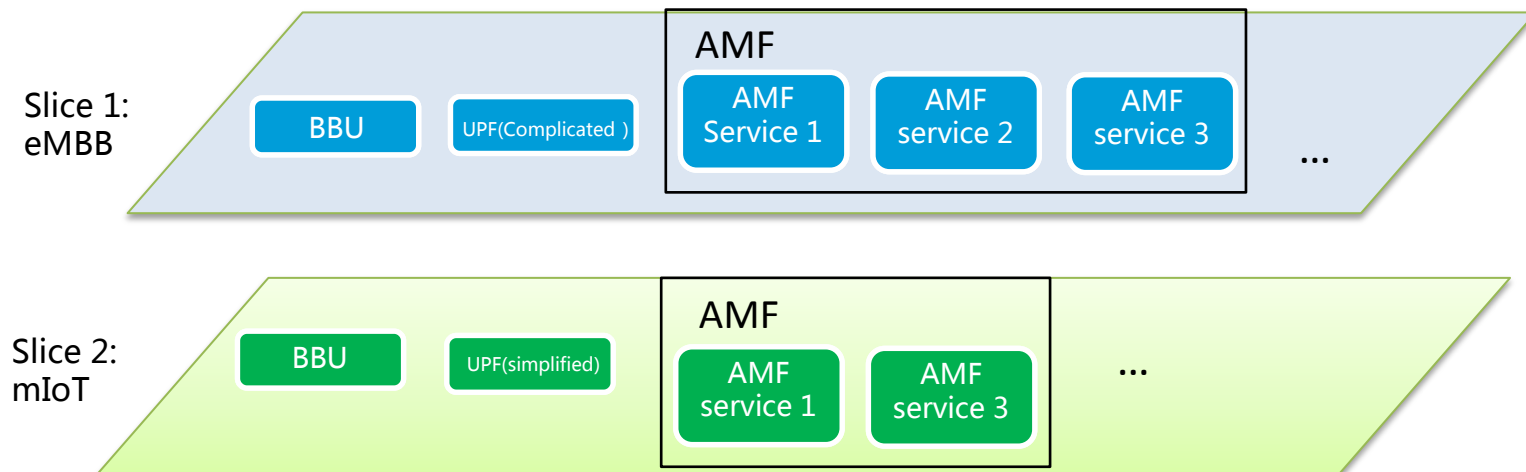 AMF
Slice 1:
eMBB
BBU
UPF(Complicated )
AMF
Service 1
AMF
service 2
AMF
service 3
...
AMF
Slice 2:
mIoT
BBU
UPF(simplified)
AMF
service 1
AMF
service 3
...